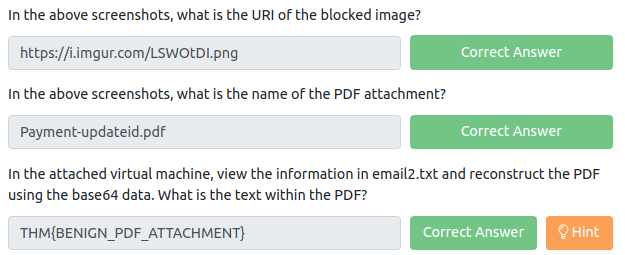 In the above screenshots, what is the URI of the blocked image?
https://i.imgur.com/LSWOtDI.png
Correct Answer
In the above screenshots, what is the name of the PDF attachment?
Payment-updateid.pdf
Correct Answer
In the attached virtual machine, view the information in email2.txt and reconstruct the PDF
using the base64 data. What is the text within the PDF?
THM{BENIGN_PDF_ATTACHMENT}
Correct Answer
Hint